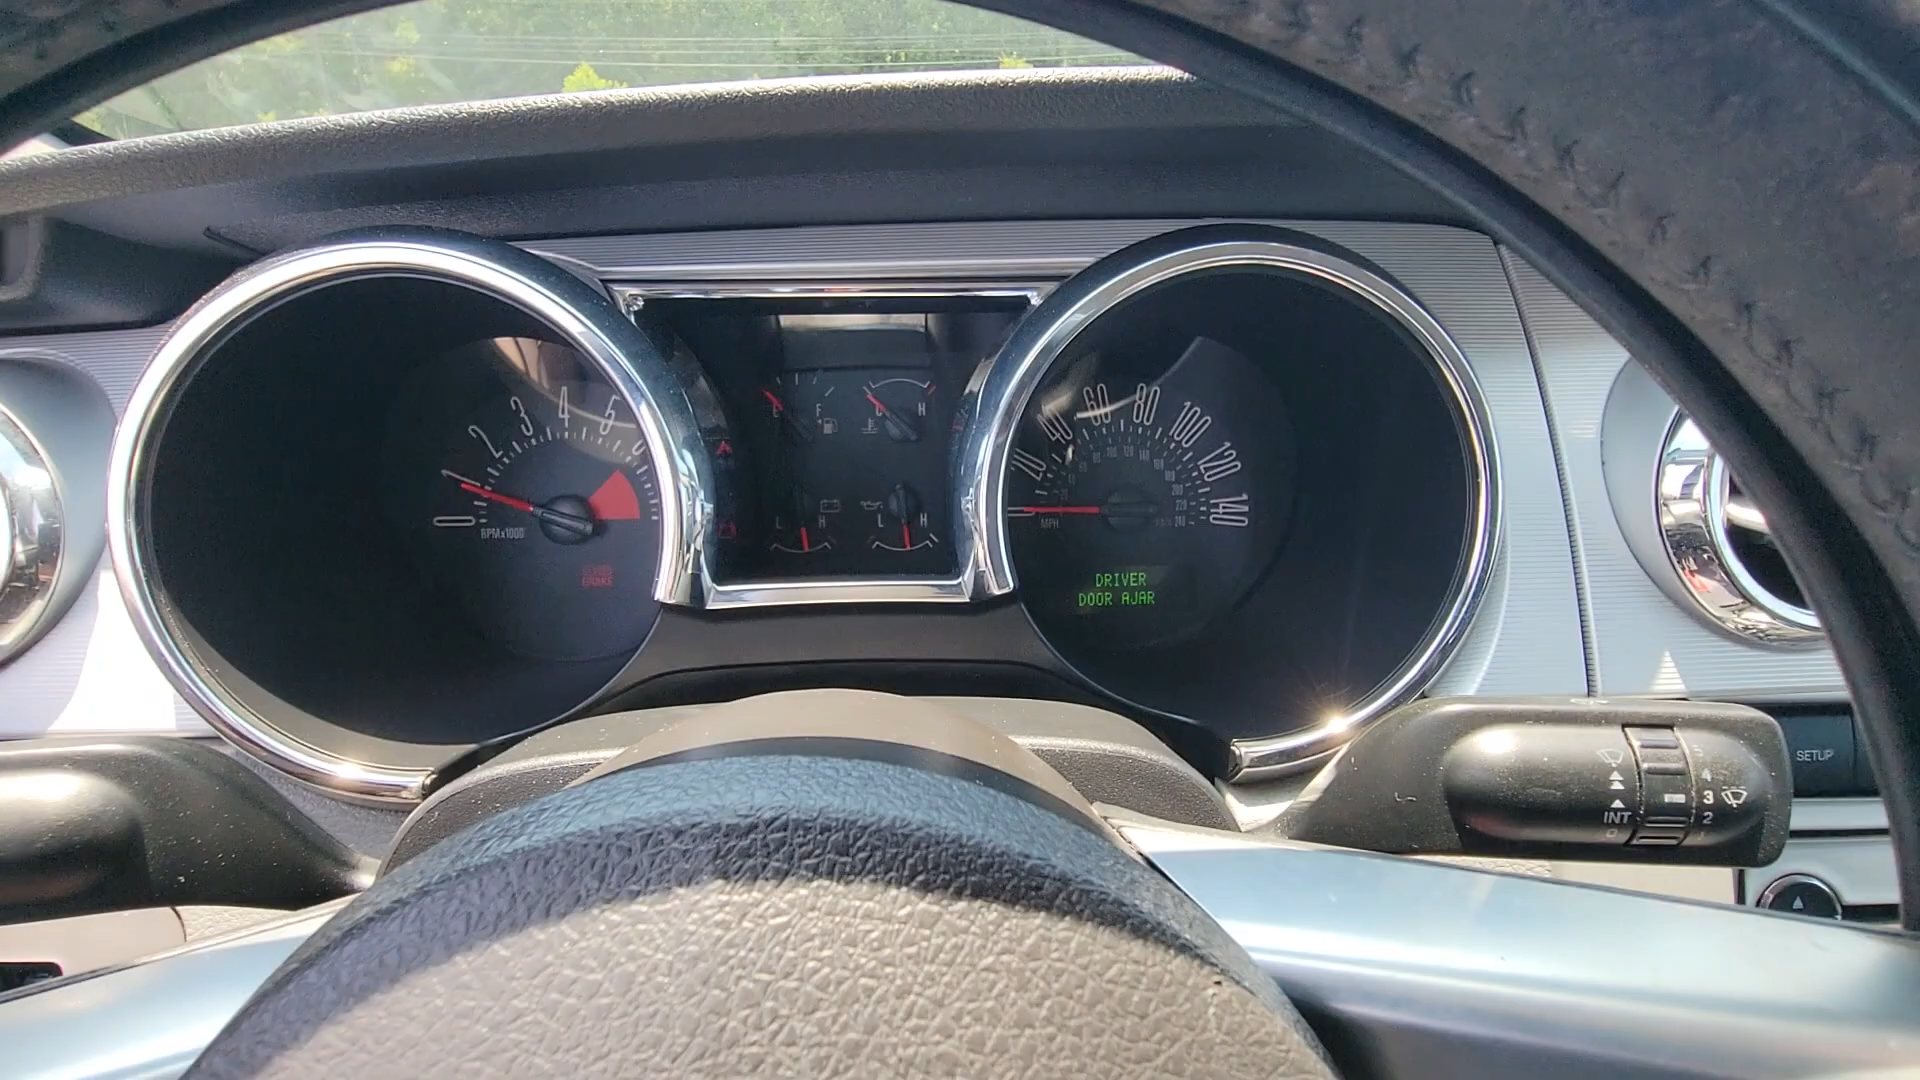 0 1 2 3 4 5 6
RPMx1000
BRAKE
E F
C H
L H
L H
20 40 60 80 100 120 140
MPH
DRIVER
DOOR AJAR
SETUP
4
3
INT 2
O